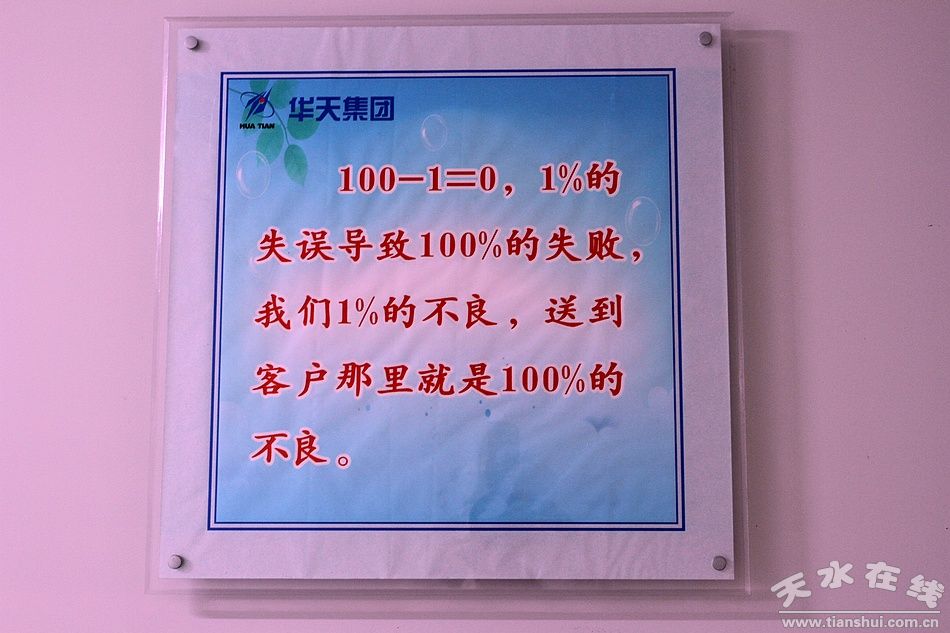 HUA TIAN
华天集团
100-1=0，1%的
失误导致100%的失败，
我们1%的不良，送到
客户那里就是100%的
不良。
天水在线
www.tianshui.com.cn